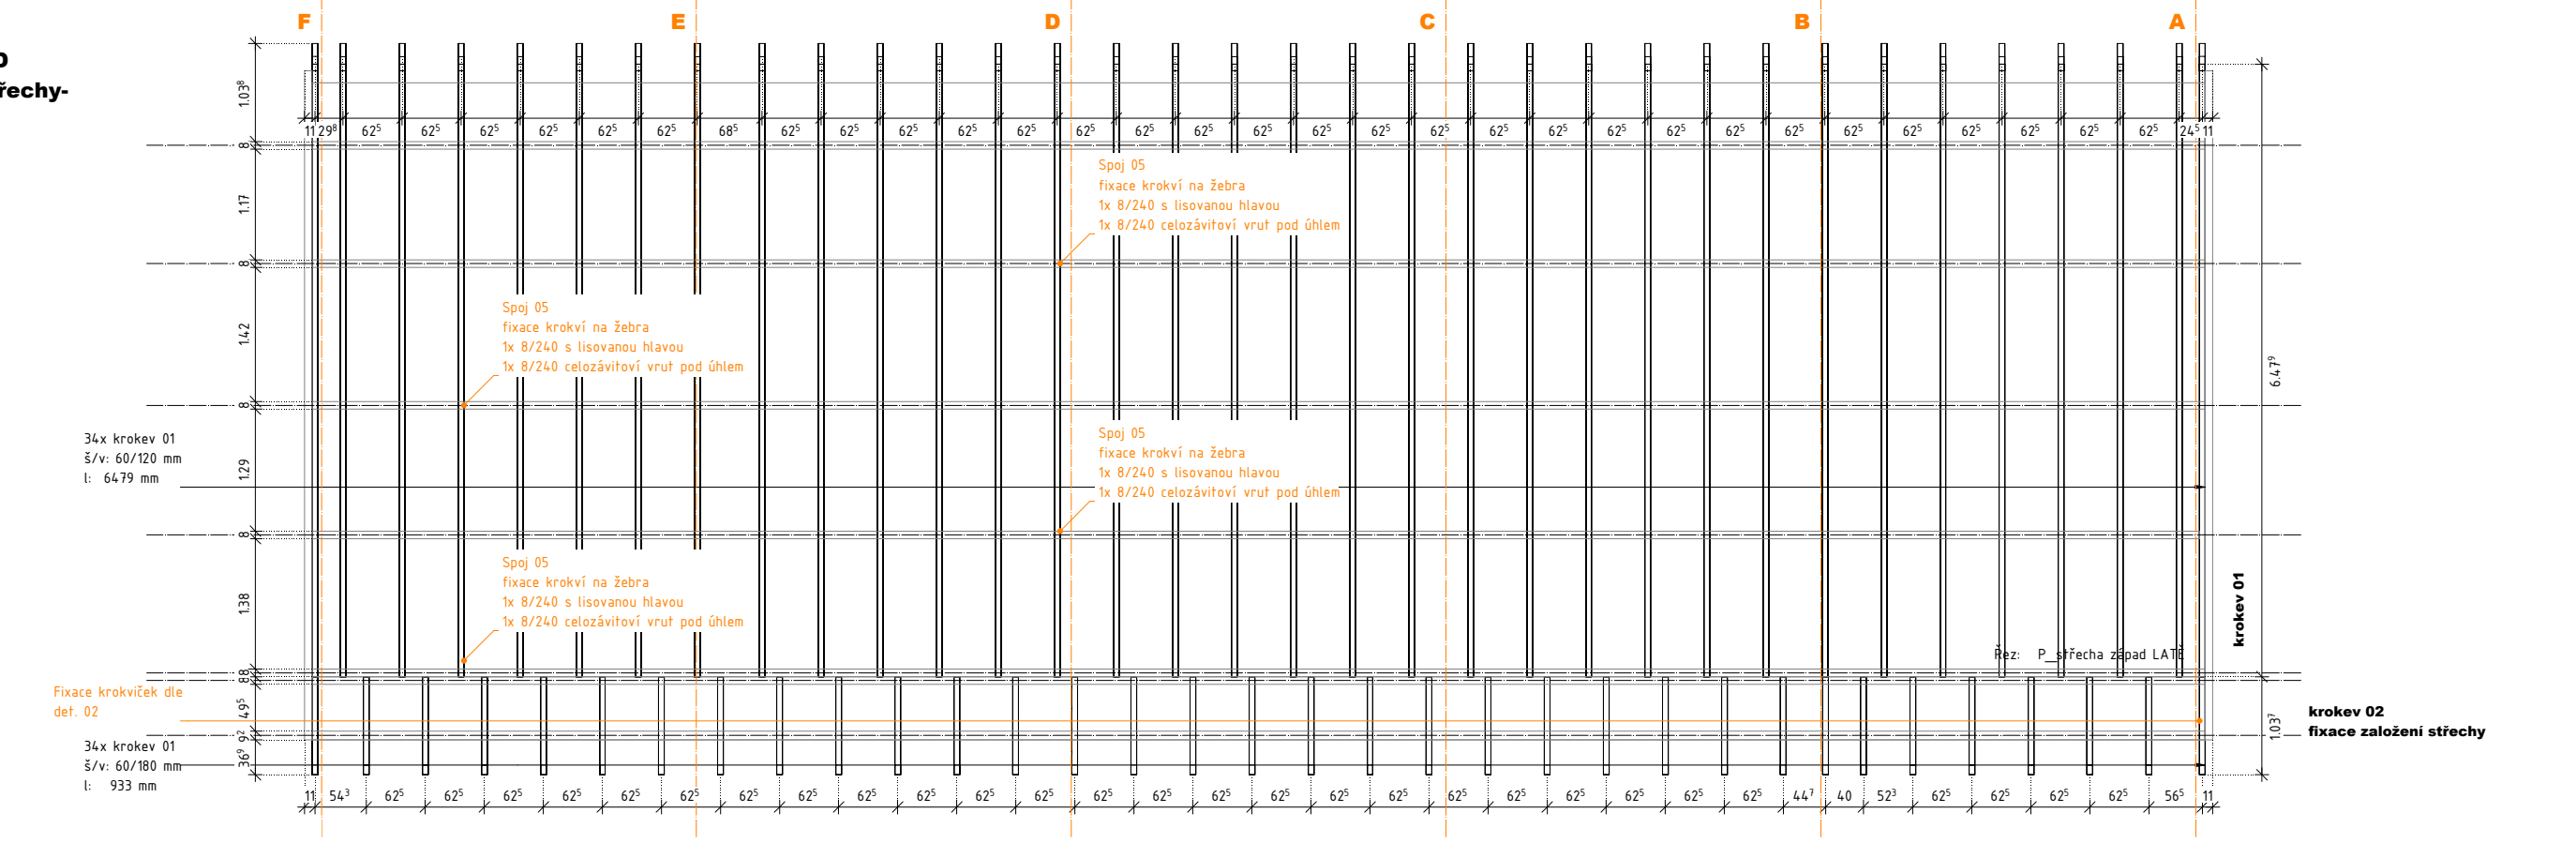 F E D C B A
řechy-
11 29⁸ 62⁵ 62⁵ 62⁵ 62⁵ 62⁵ 62⁵ 68⁵ 62⁵ 62⁵ 62⁵ 62⁵ 62⁵ 62⁵ 62⁵ 62⁵ 62⁵ 62⁵ 62⁵ 62⁵ 62⁵ 62⁵ 62⁵ 62⁵ 62⁵ 62⁵ 62⁵ 62⁵ 62⁵ 62⁵ 62⁵ 62⁵ 24⁵ 11
1.03⁸
8
1.17
8
1.42
8
1.29
8
1.38
8
8
49⁵
9²
36⁹
Spoj 05
fixace krokví na žebra
1x 8/240 s lisovanou hlavou
1x 8/240 celozávitoví vrut pod úhlem
Spoj 05
fixace krokví na žebra
1x 8/240 s lisovanou hlavou
1x 8/240 celozávitoví vrut pod úhlem
Spoj 05
fixace krokví na žebra
1x 8/240 s lisovanou hlavou
1x 8/240 celozávitoví vrut pod úhlem
Spoj 05
fixace krokví na žebra
1x 8/240 s lisovanou hlavou
1x 8/240 celozávitoví vrut pod úhlem
34x krokev 01
š/v: 60/120 mm
l: 6479 mm
6.47⁹
krokev 01
Řez: P_střecha západ LATĚ
Fixace krokviček dle
det. 02
34x krokev 01
š/v: 60/180 mm
l: 933 mm
1.03⁷
krokev 02
fixace založení střechy
11 54³ 62⁵ 62⁵ 62⁵ 62⁵ 62⁵ 62⁵ 62⁵ 62⁵ 62⁵ 62⁵ 62⁵ 62⁵ 62⁵ 62⁵ 62⁵ 62⁵ 62⁵ 62⁵ 62⁵ 62⁵ 62⁵ 62⁵ 62⁵ 62⁵ 44⁷ 40 52³ 62⁵ 62⁵ 62⁵ 62⁵ 56⁵ 11